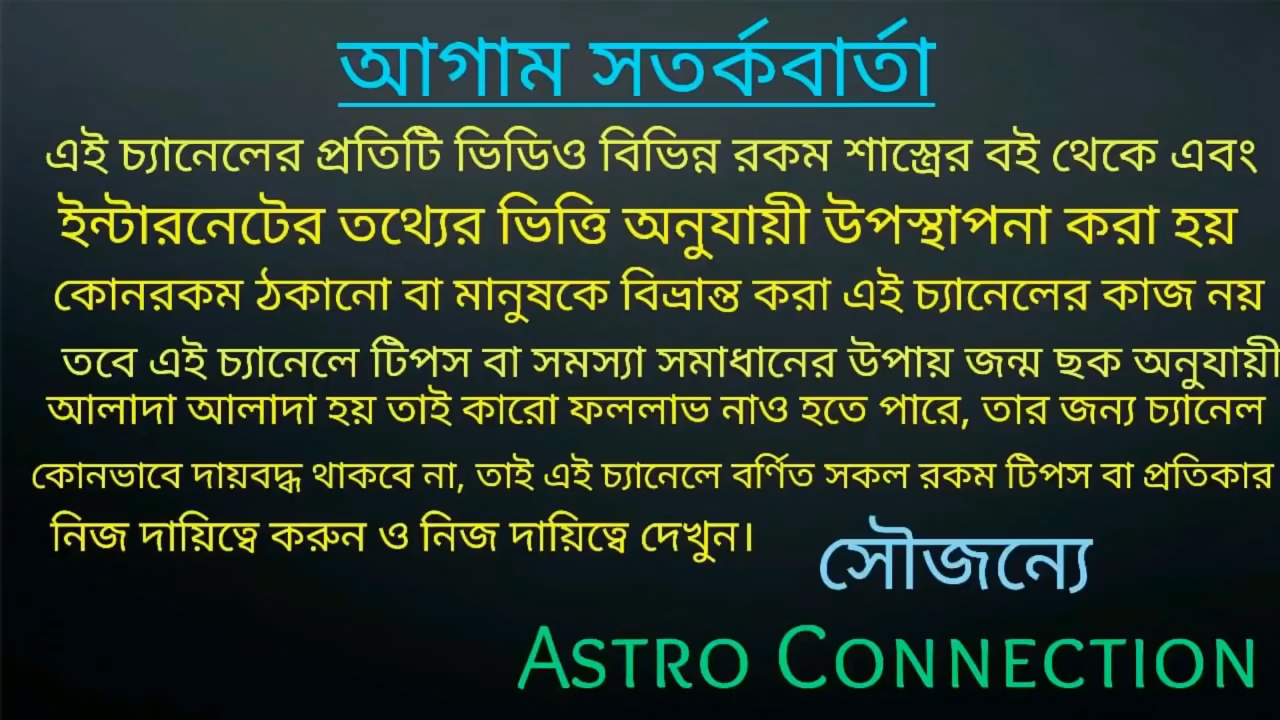 আগাম সতর্কবার্তা
এই চ্যানেলের প্রতিটি ভিডিও বিভিন্ন রকম শাস্ত্রের বই থেকে এবং
ইন্টারনেটের তথ্যের ভিত্তি অনুযায়ী উপস্থাপনা করা হয়
কোনরকম ঠকানো বা মানুষকে বিভ্রান্ত করা এই চ্যানেলের কাজ নয়
তবে এই চ্যানেলে টিপস বা সমস্যা সমাধানের উপায় জন্ম ছক অনুযায়ী
আলাদা আলাদা হয় তাই কারো ফললাভ নাও হতে পারে, তার জন্য চ্যানেল
কোনভাবে দায়বদ্ধ থাকবে না, তাই এই চ্যানেলে বর্ণিত সকল রকম টিপস বা প্রতিকার
নিজ দায়িত্বে করুন ও নিজ দায়িত্বে দেখুন।
সৌজন্যে
ASTRO CONNECTION